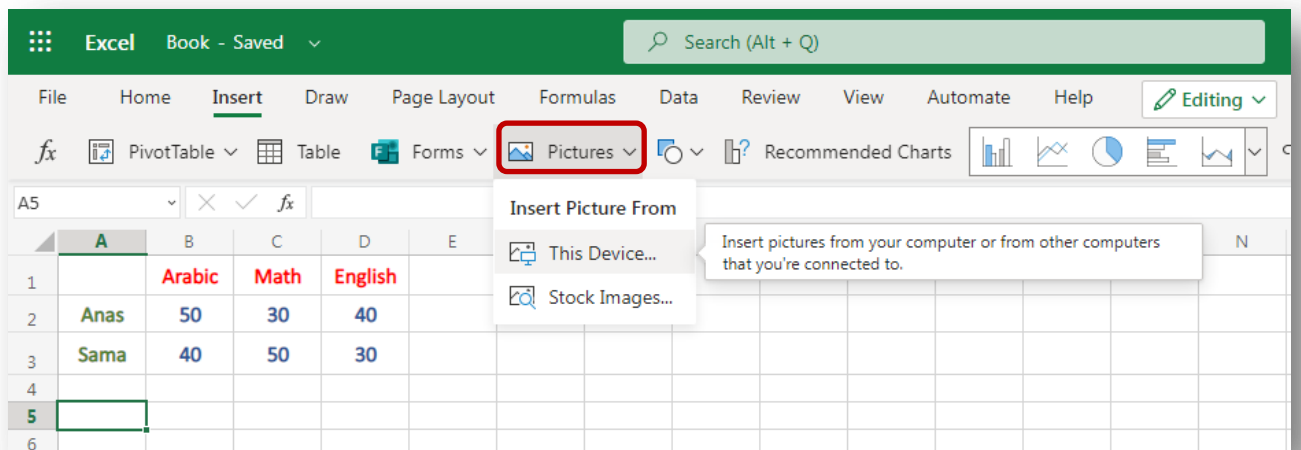 Excel Book - Saved Search (Alt + Q)
File Home Insert Draw Page Layout Formulas Data Review View Automate Help Editing
fx PivotTable Table Forms Pictures Recommended Charts
A5 fx
Insert Picture From
This Device...
Stock Images...
Insert pictures from your computer or from other computers
that you're connected to.
A B C D E N
1 Arabic Math English
2 Anas 50 30 40
3 Sama 40 50 30
4
5
6